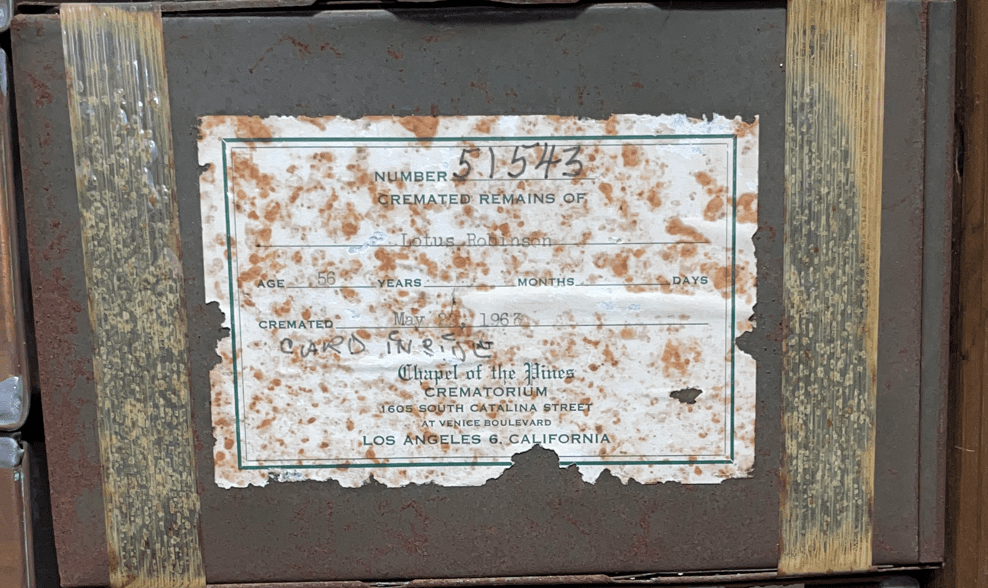 NUMBER 51543
CREMATED REMAINS OF
Lotus Robinson
AGE 56 YEARS MONTHS DAYS
CREMATED May 1967
CARD INSIDE
Chapel of the Pines
CREMATORIUM
1605 SOUTH CATALINA STREET
AT VENICE BOULEVARD
LOS ANGELES 6, CALIFORNIA